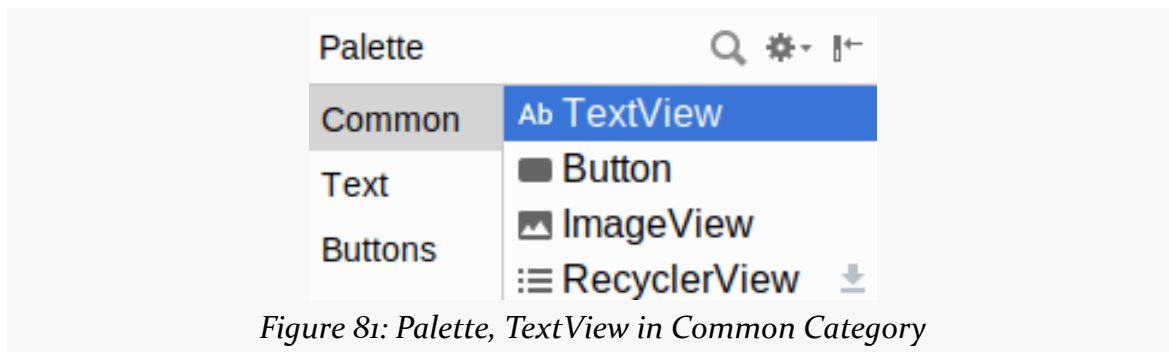 Palette
Common
Text
Buttons
Ab TextView
Button
ImageView
RecyclerView
Figure 81: Palette, TextView in Common Category